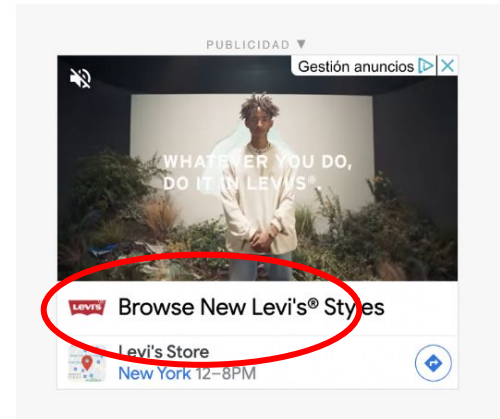 PUBLICIDAD ▼
Gestión anuncios
WHATEVER YOU DO,
DO IT IN LEVI'S®.
LEVI'S
Browse New Levi's® Styles
Levi's Store
New York 12–8PM